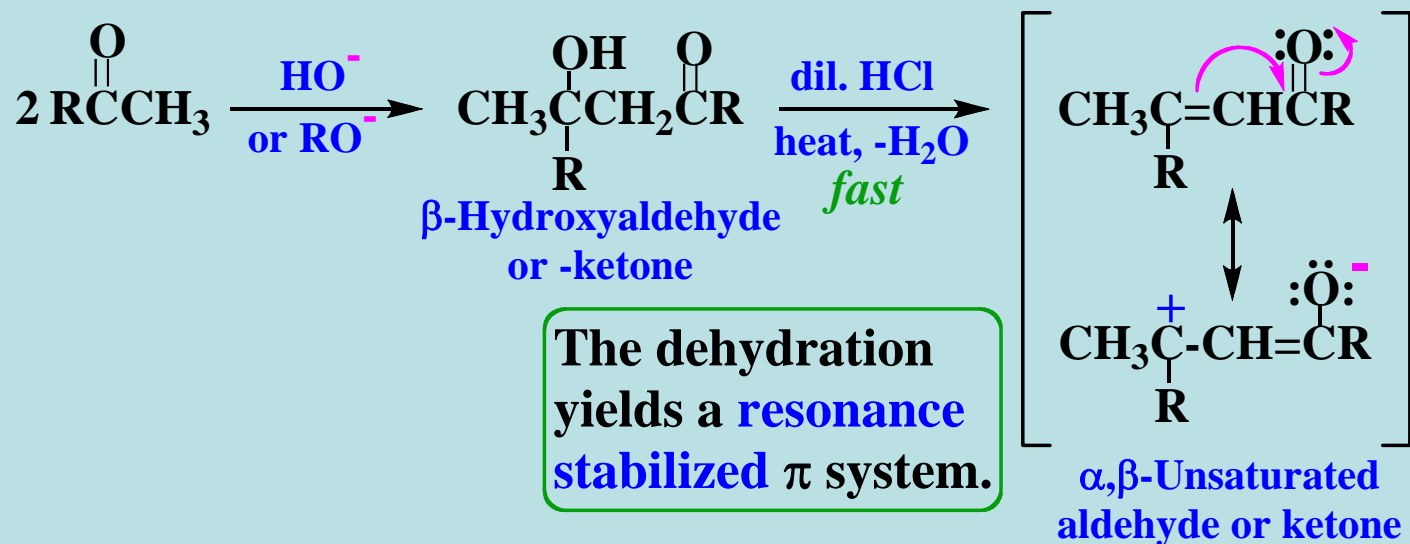 O
2 RCCH₃
HO⁻
or RO⁻
OH O
CH₃CCH₂CR
R
β-Hydroxyaldehyde
or -ketone
dil. HCl
heat, -H₂O
fast
:O:
CH₃C=CHCR
R
:Ö: ⁻
+
CH₃C-CH=CR
R
α,β-Unsaturated
aldehyde or ketone
The dehydration
yields a resonance
stabilized π system.